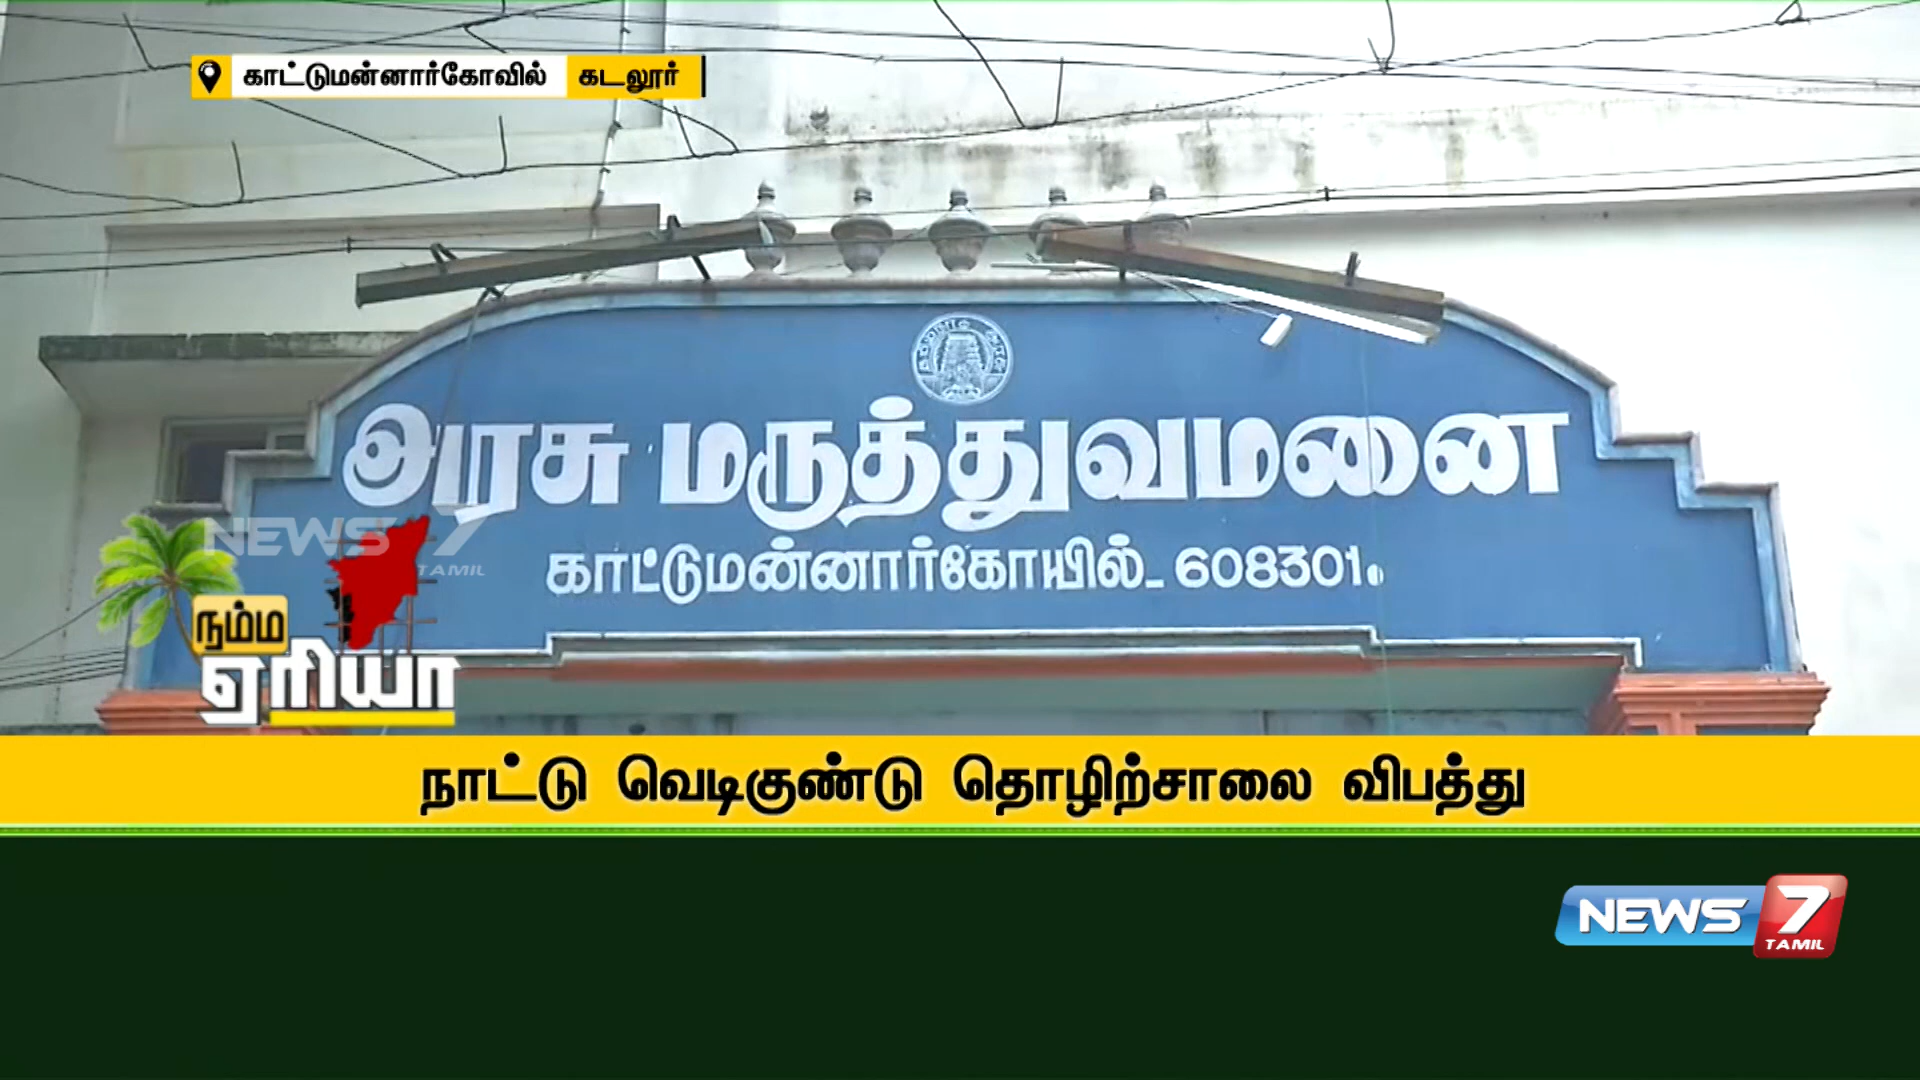 காட்டுமன்னார்கோவில் கடலூர்
அரசு மருத்துவமனை
காட்டுமன்னார்கோயில்_ 608301.
NEWS 7
TAMIL
நம்ம
ஏரியா
நாட்டு வெடிகுண்டு தொழிற்சாலை விபத்து
NEWS 7
TAMIL